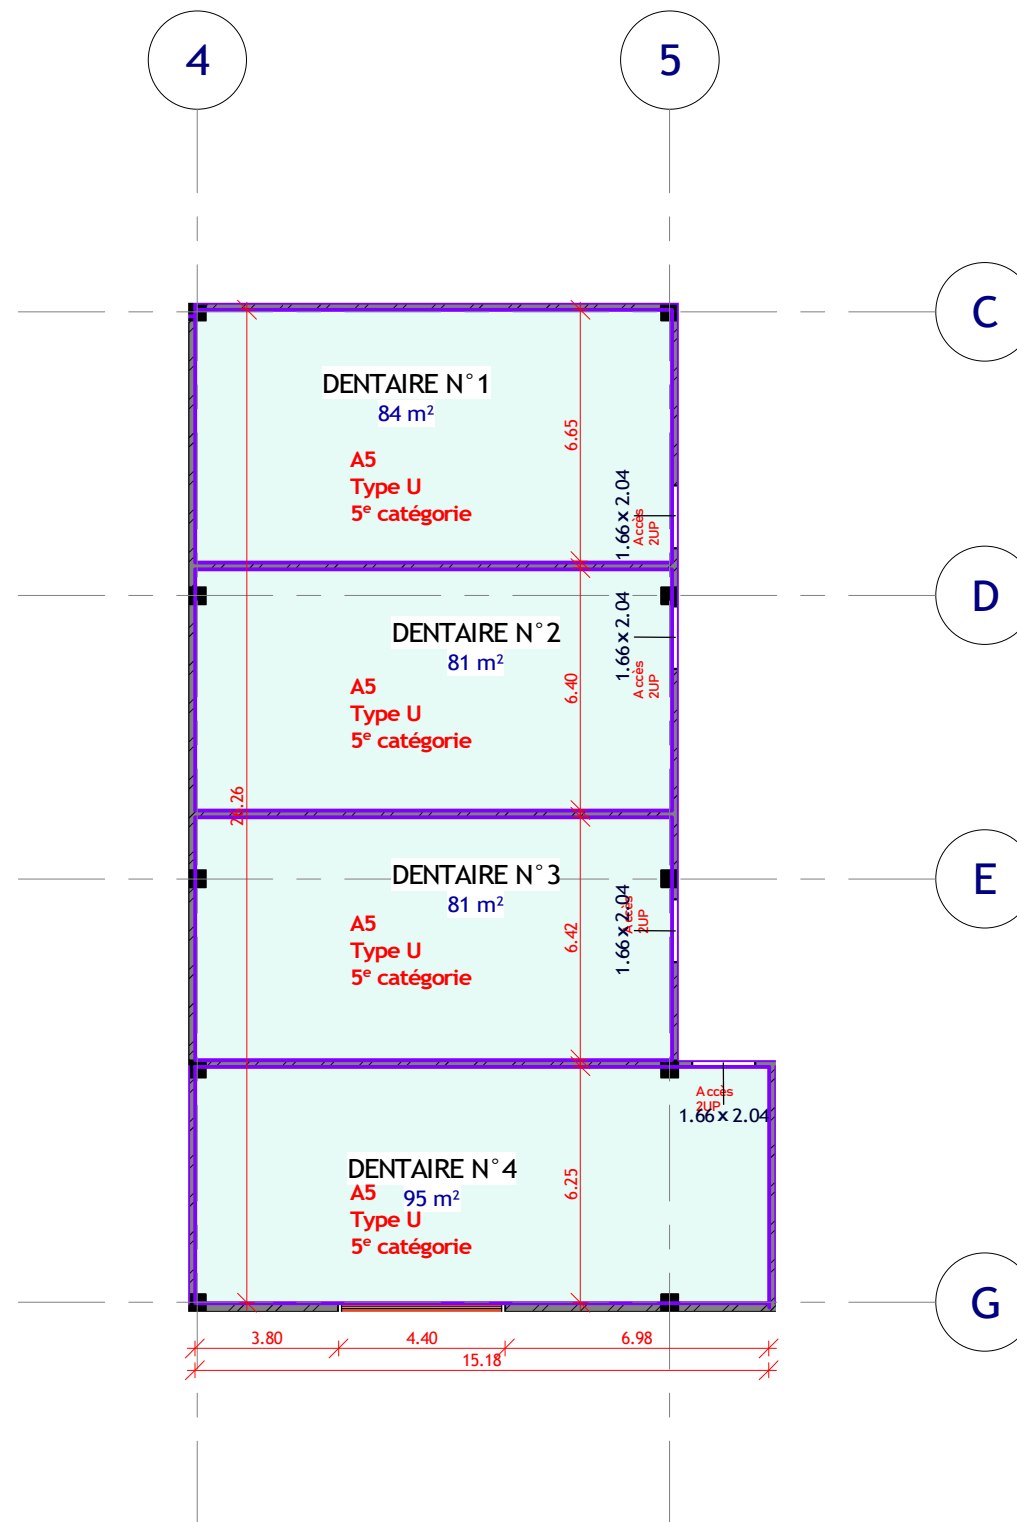 4
5
C
DENTAIRE N°1
84 m²
A5
Type U
5e catégorie
6.65
1.66 x 2.04
Accès
2UP
D
DENTAIRE N°2
81 m²
A5
Type U
5e catégorie
6.40
1.66 x 2.04
Accès
2UP
26.26
E
DENTAIRE N°3
81 m²
A5
Type U
5e catégorie
6.42
1.66 x 2.04
Accès
2UP
Accès
2UP
1.66 x 2.04
DENTAIRE N°4
95 m²
A5
Type U
5e catégorie
6.25
G
3.80
4.40
6.98
15.18